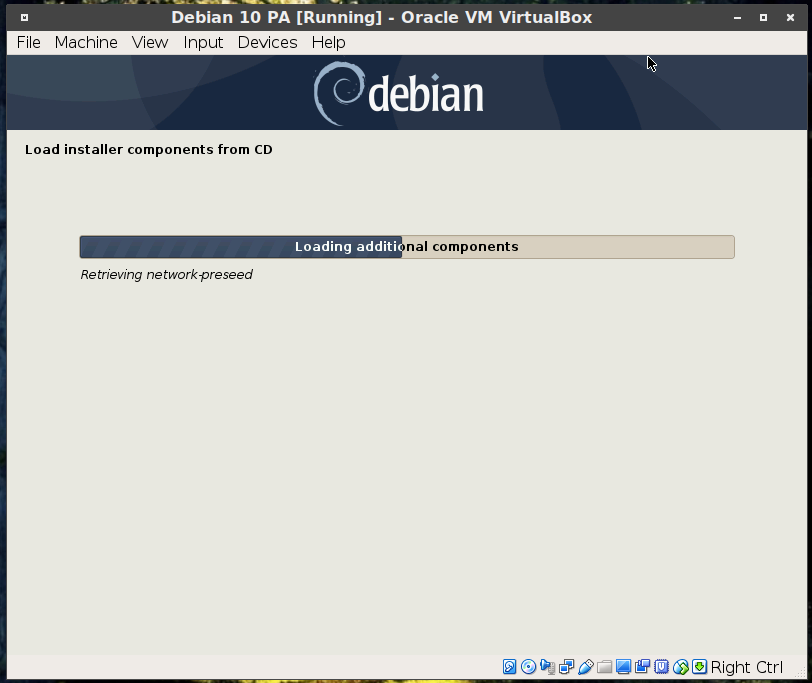 Debian 10 PA [Running] - Oracle VM VirtualBox
File Machine View Input Devices Help
debian
Load installer components from CD
Loading additional components
Retrieving network-preseed
Right Ctrl